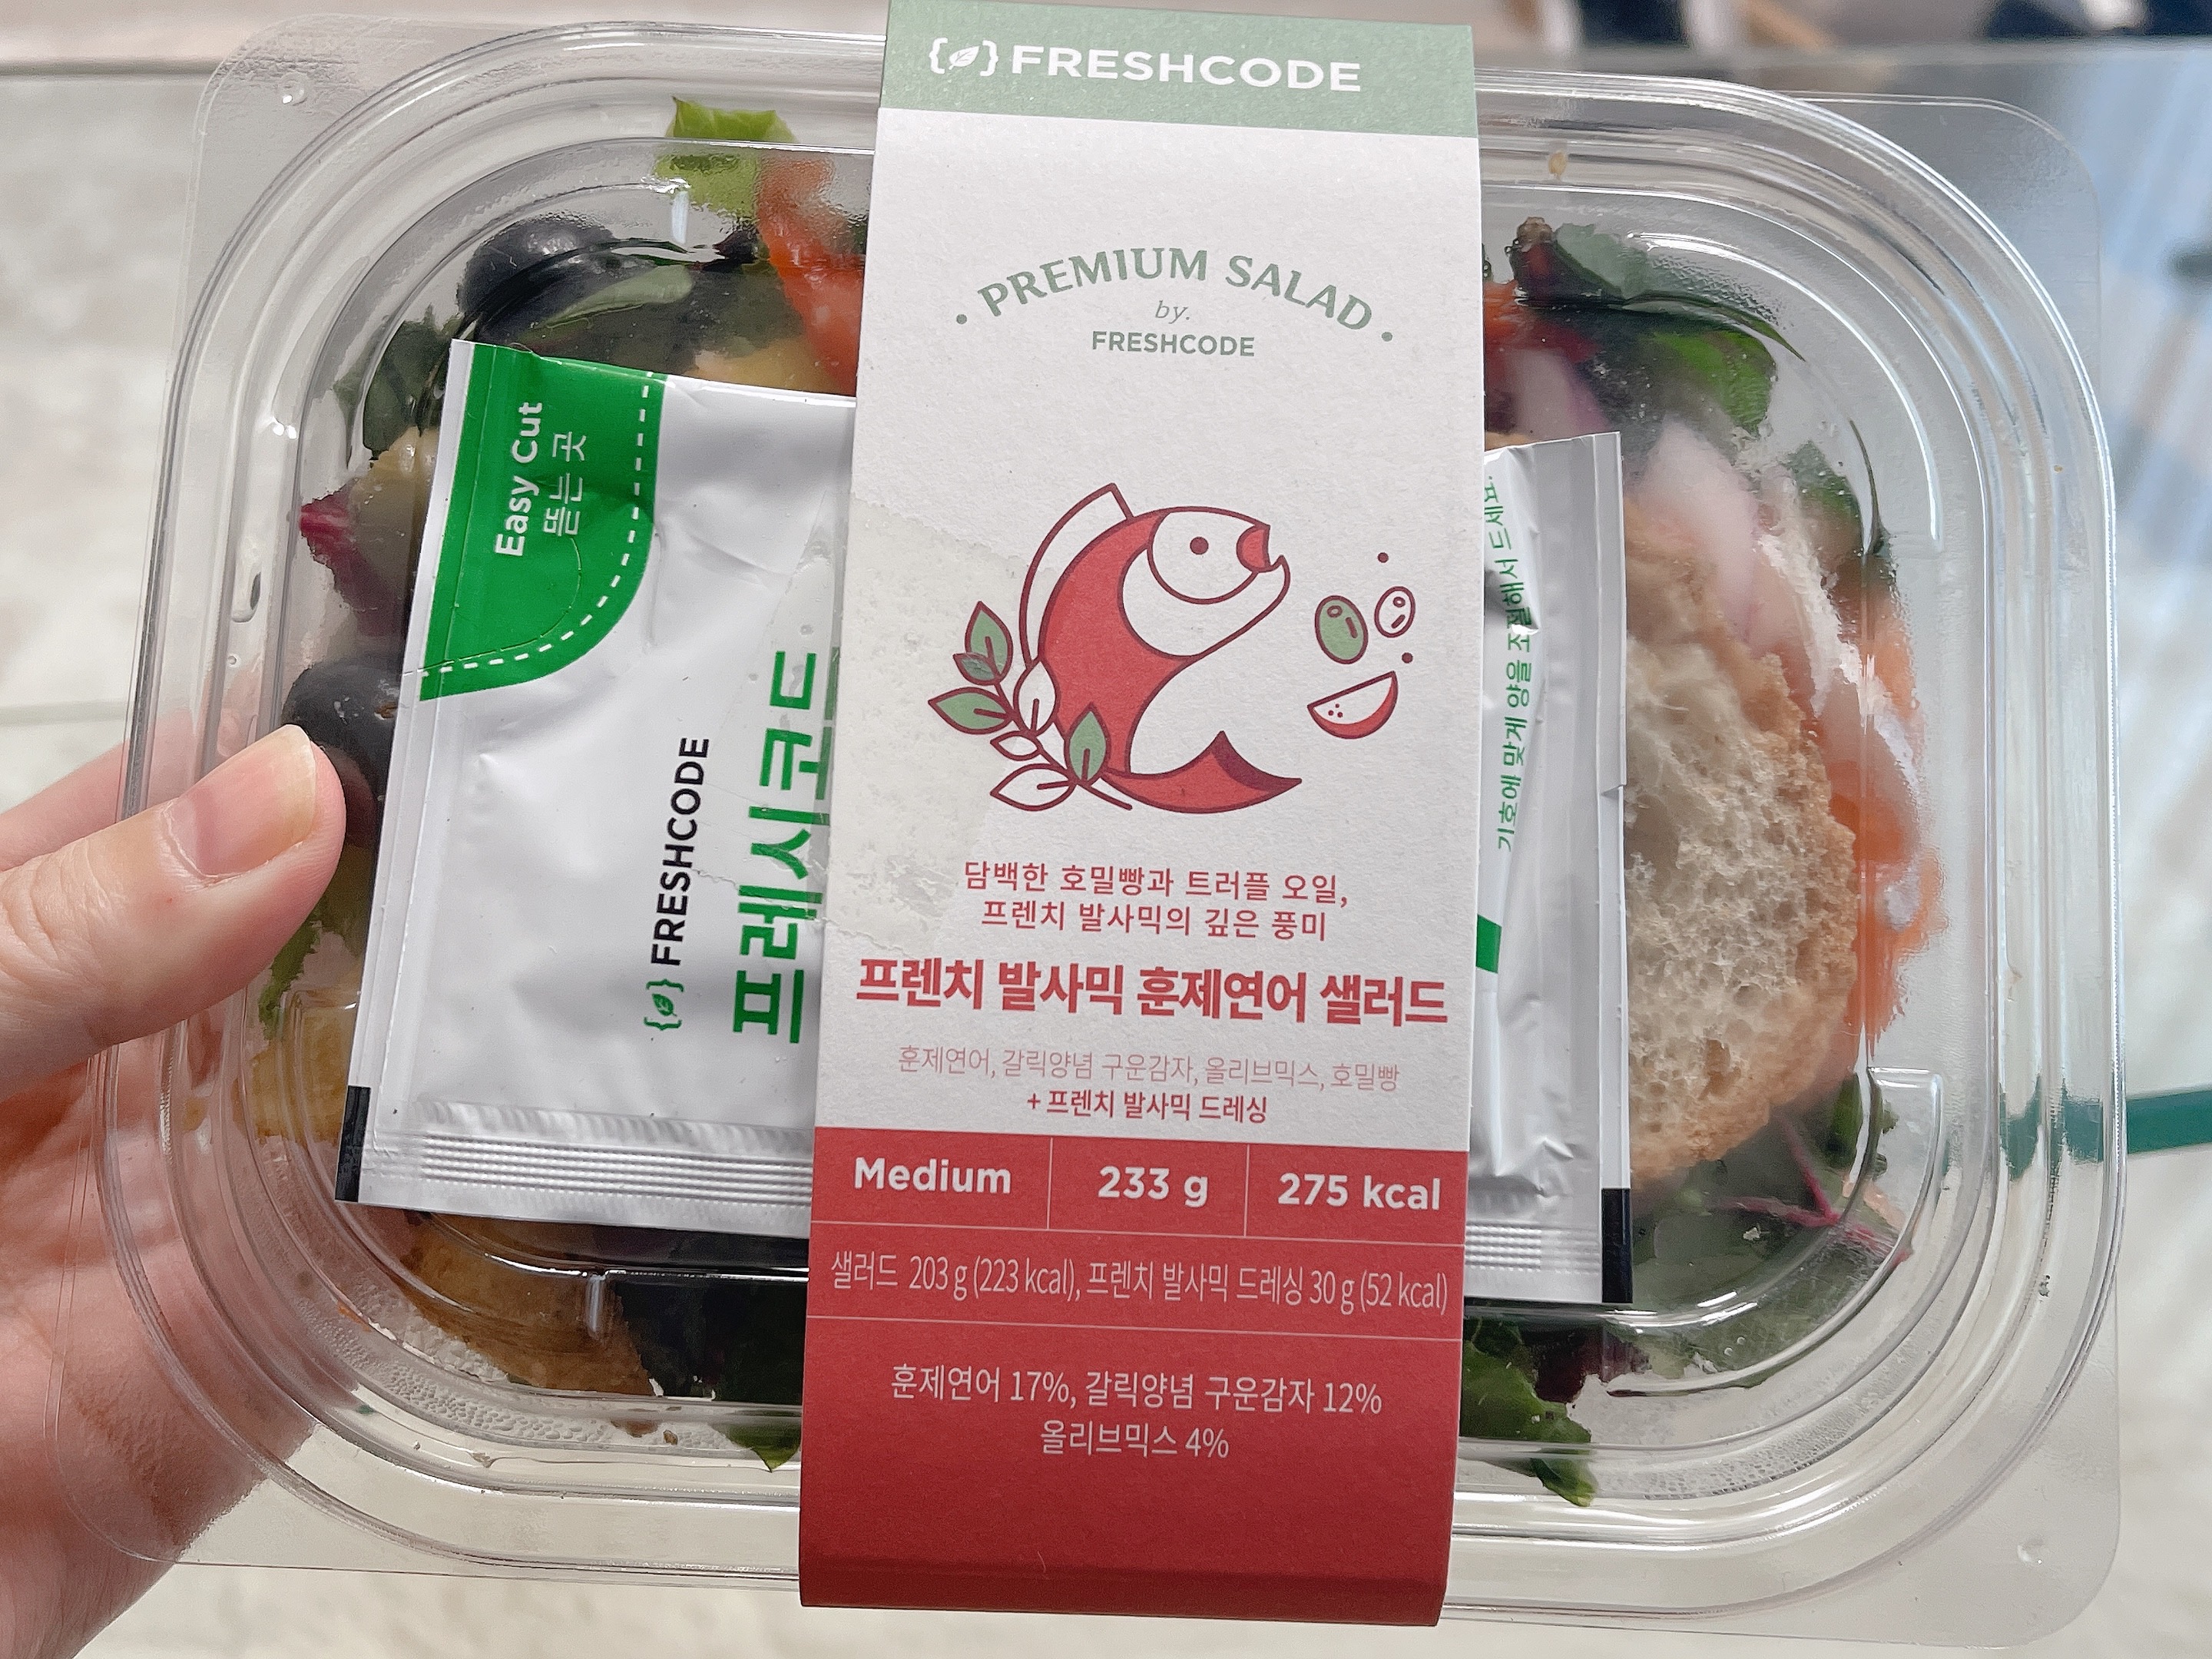 FRESHCODE
PREMIUM SALAD
by.
FRESHCODE
담백한 호밀빵과 트러플 오일,
프렌치 발사믹의 깊은 풍미
프렌치 발사믹 훈제연어 샐러드
훈제연어, 갈릭양념 구운감자, 올리브믹스, 호밀빵
+ 프렌치 발사믹 드레싱
Medium 233 g 275 kcal
샐러드 203 g (223 kcal), 프렌치 발사믹 드레싱 30 g (52 kcal)
훈제연어 17%, 갈릭양념 구운감자 12%
올리브믹스 4%
Easy Cut
뜯는 곳
FRESHCODE
프레시코드
기호에 맞게 양을 조절해서 드세요.